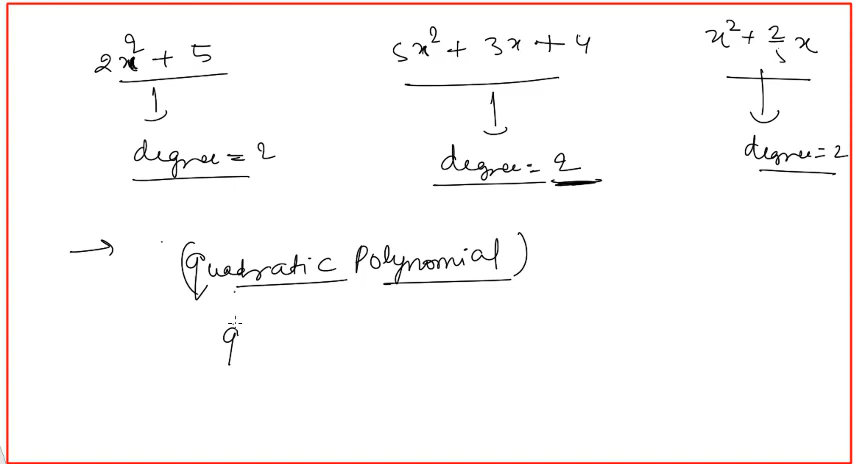 2x² + 5 5x² + 3x + 4 x² + 2/5 x
degree = 2 degree = 2 degree = 2
→ (quadratic Polynomial)
q